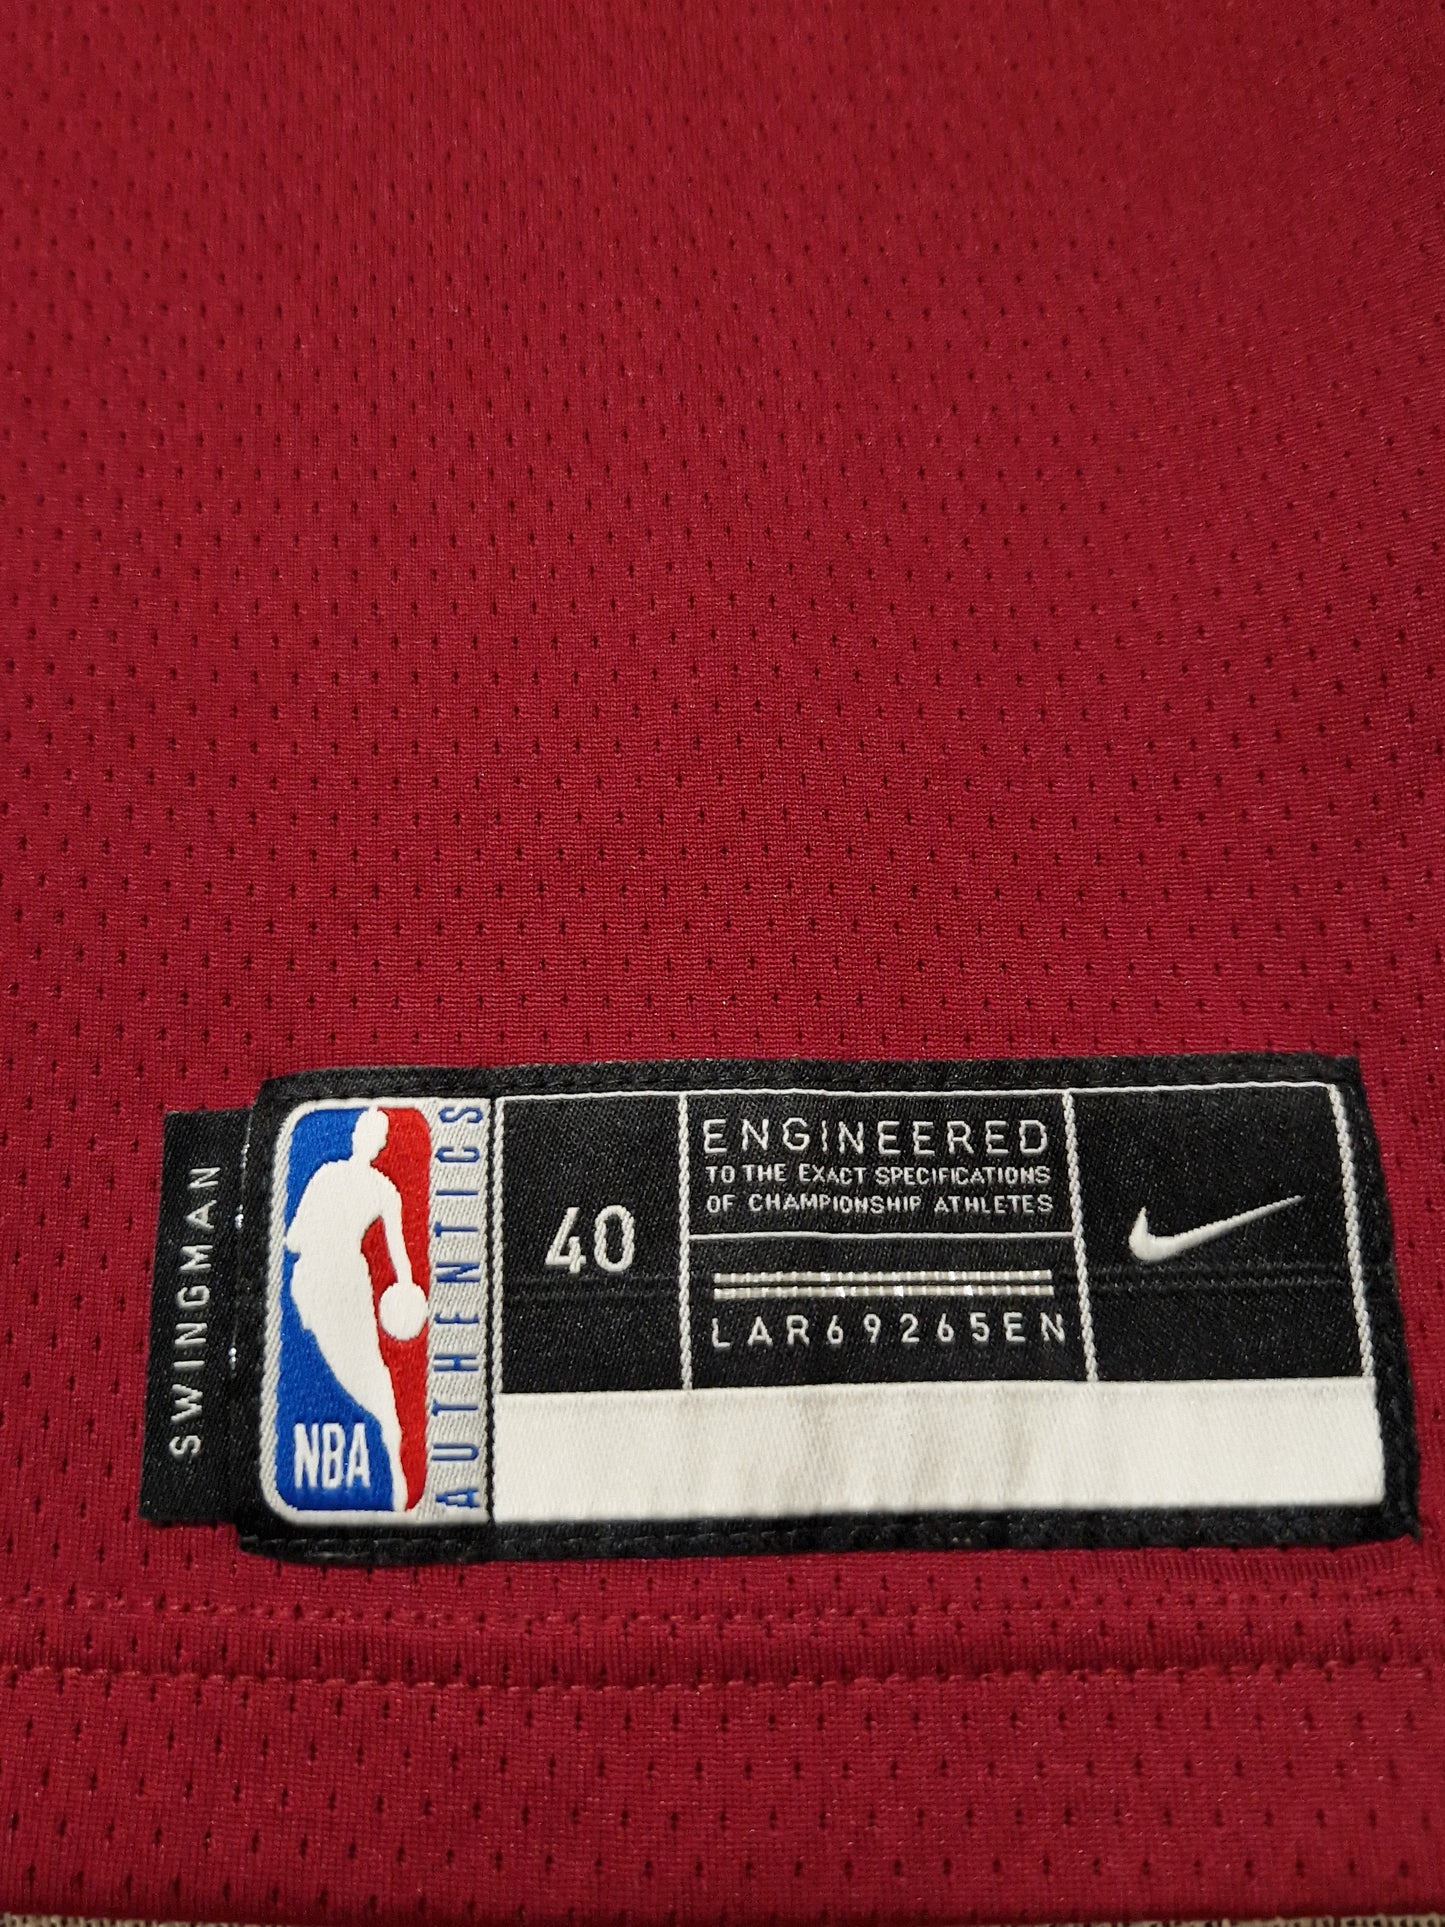 SWINGMAN
NBA
AUTHENTICS
40
ENGINEERED
TO THE EXACT SPECIFICATIONS
OF CHAMPIONSHIP ATHLETES
LAR69265EN